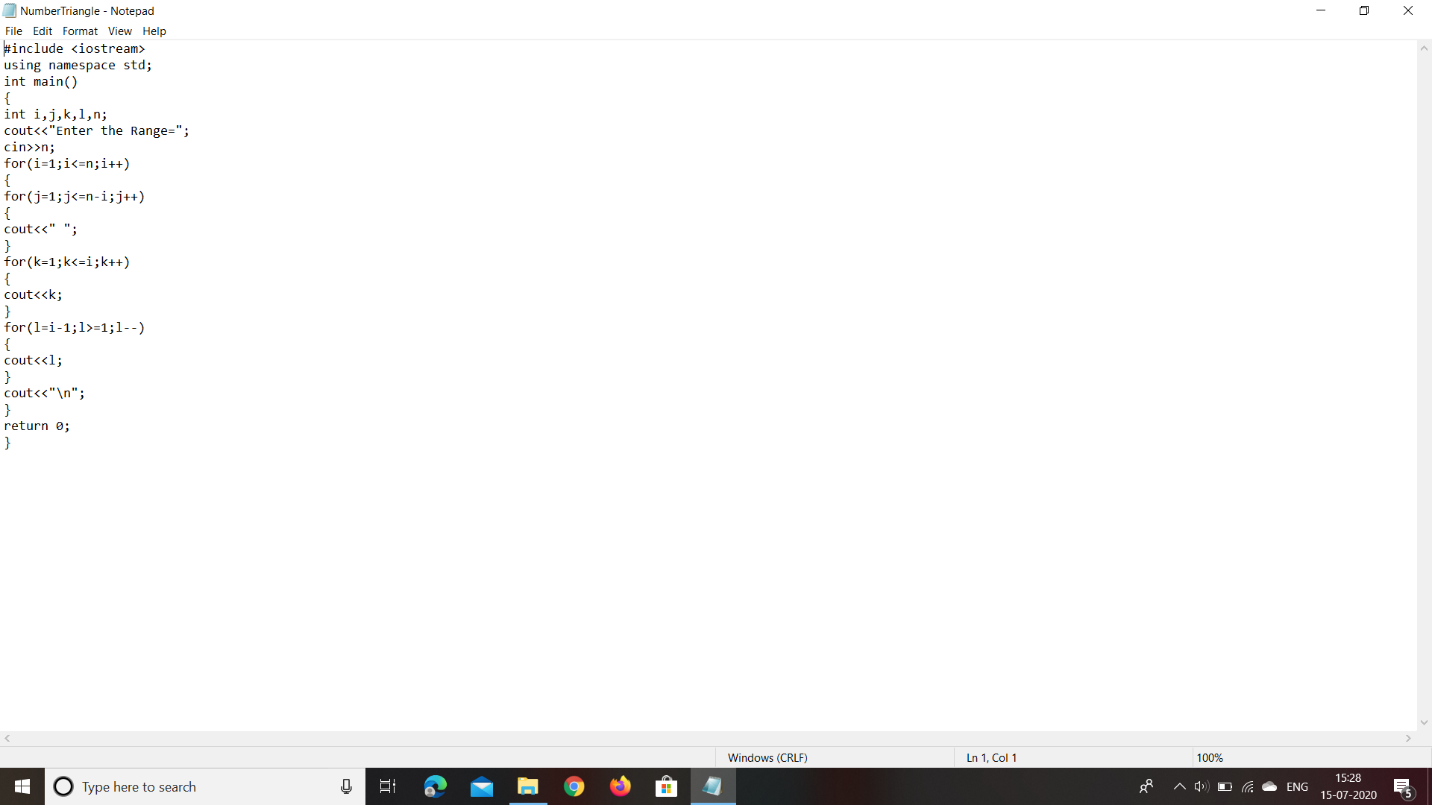 NumberTriangle - Notepad
File Edit Format View Help
#include <iostream>
using namespace std;
int main()
{
int i,j,k,l,n;
cout<<"Enter the Range=";
cin>>n;
for(i=1;i<=n;i++)
{
for(j=1;j<=n-i;j++)
{
cout<<" ";
}
for(k=1;k<=i;k++)
{
cout<<k;
}
for(l=i-1;l>=1;l--)
{
cout<<l;
}
cout<<"\n";
}
return 0;
}
Windows (CRLF) Ln 1, Col 1 100%
Type here to search
ENG
15:28
15-07-2020
5